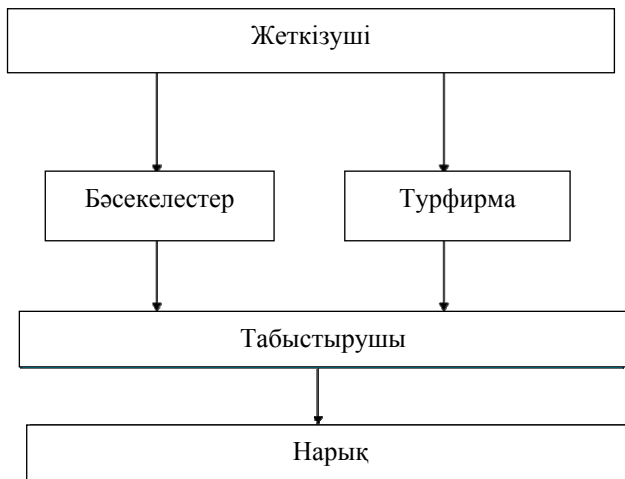 Жеткізуші
Бәсекелестер
Турфирма
Табыстырушы
Нарық